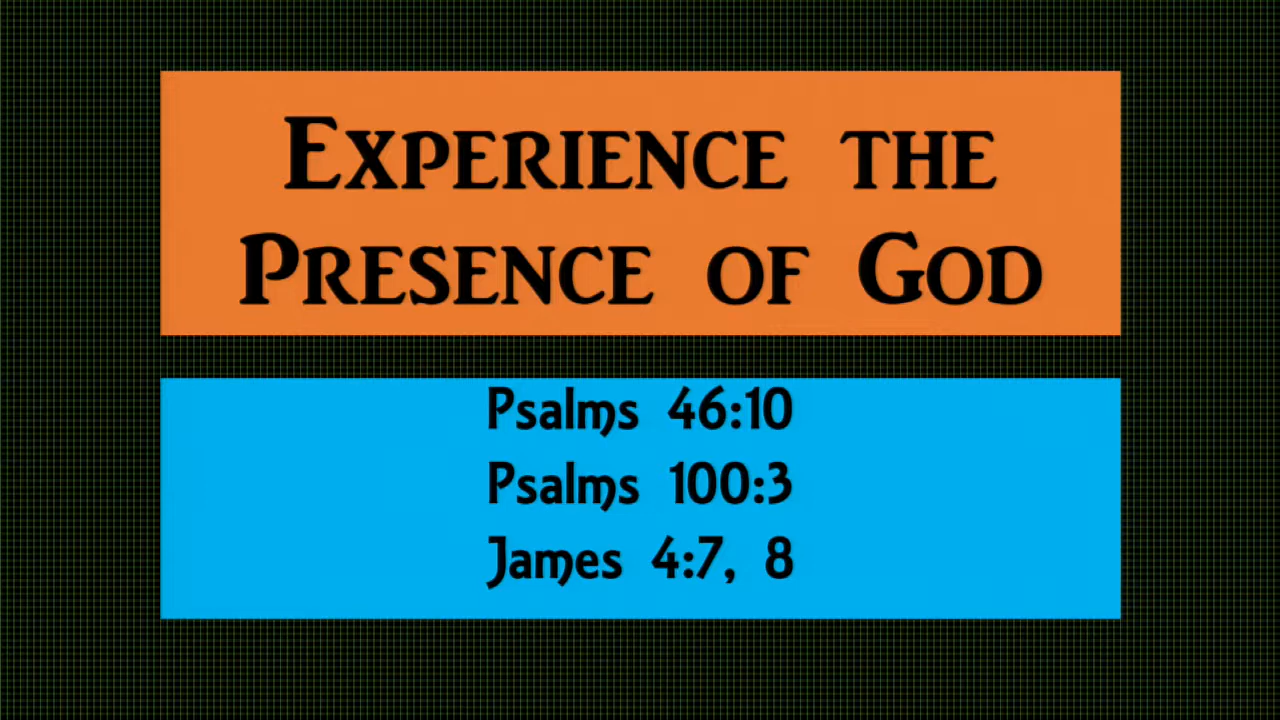 Experience the
Presence of God
Psalms 46:10
Psalms 100:3
James 4:7, 8